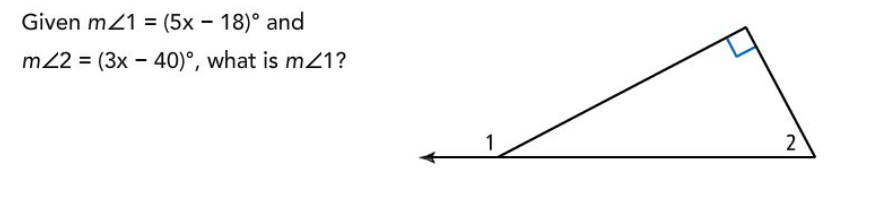 Given m∠1 = (5x − 18)° and
m∠2 = (3x − 40)°, what is m∠1?
1
2